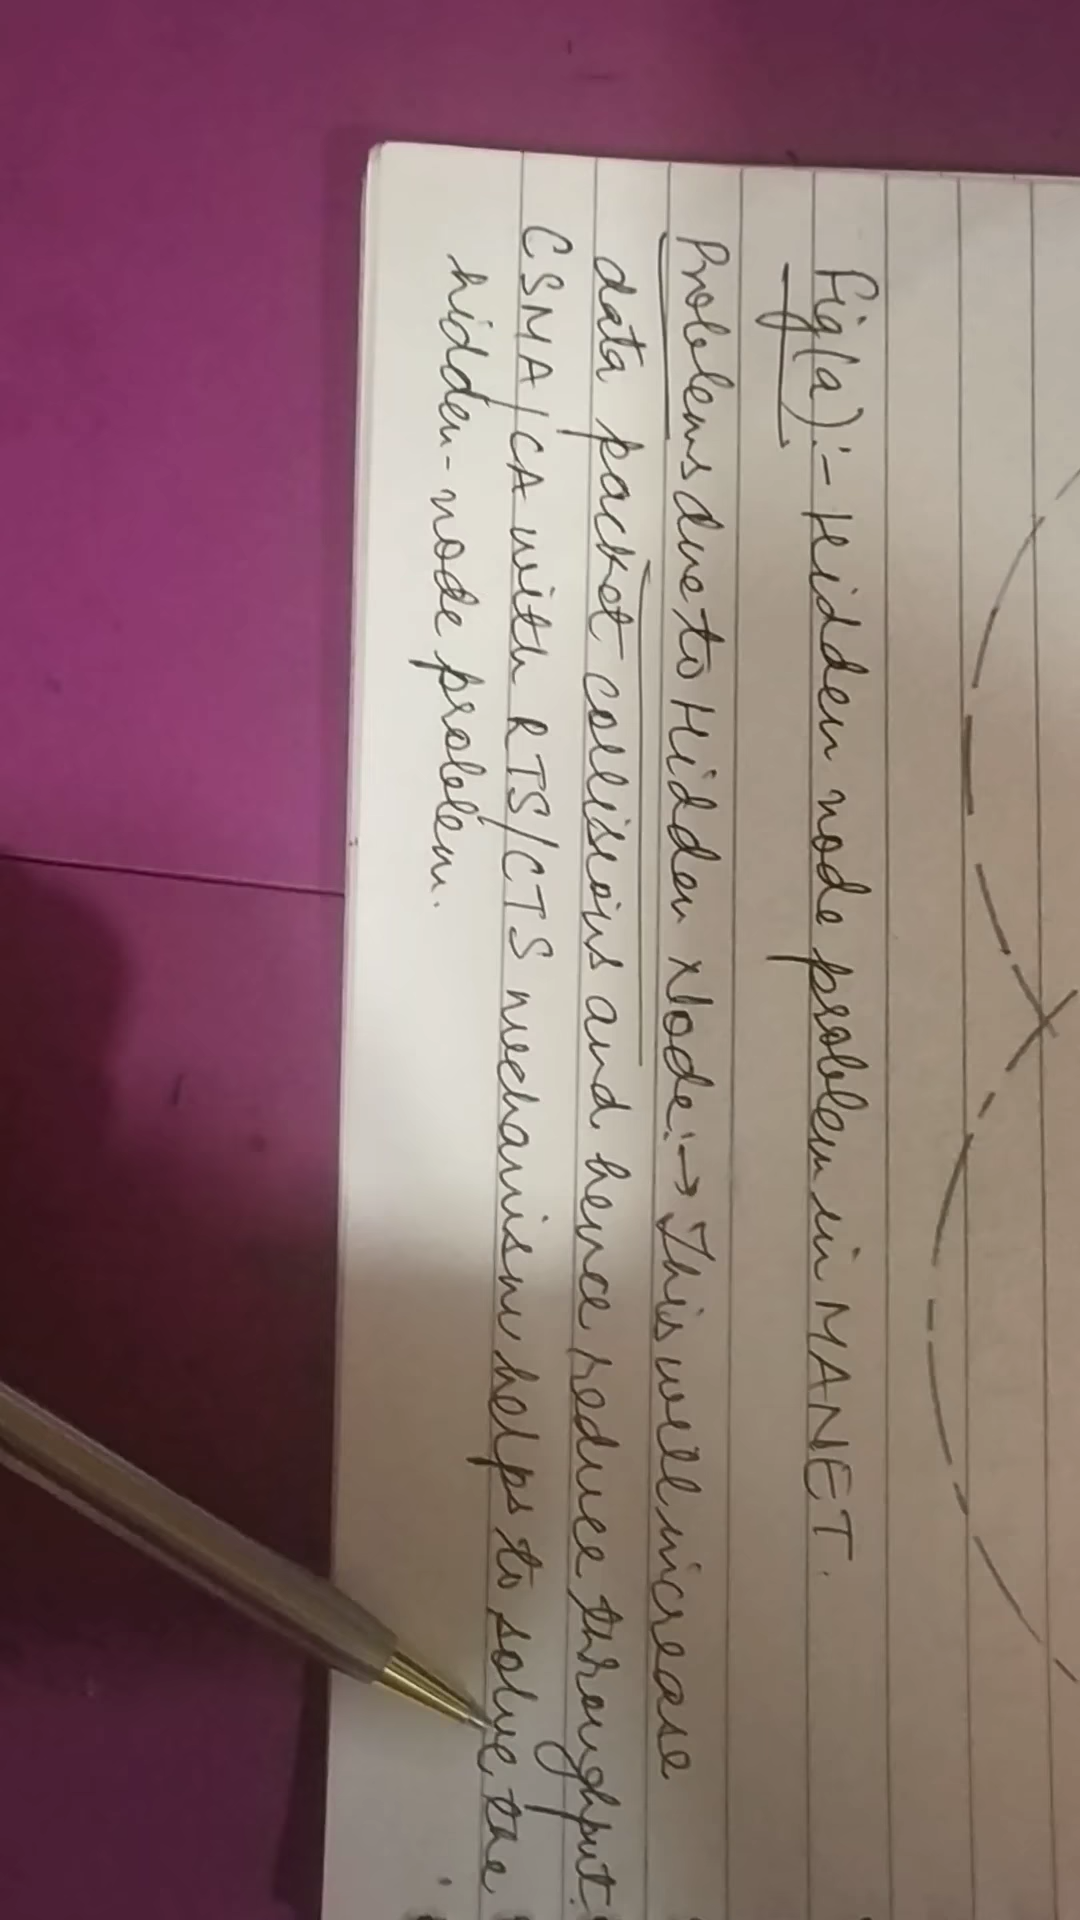 fig(a):- Hidden node problem in MANET.
Problems due to Hidden Node:→ This will increase
data packet collisions and hence reduce throughput.
CSMA/CA with RTS/CTS mechanism helps to solve the
hidden-node problem.